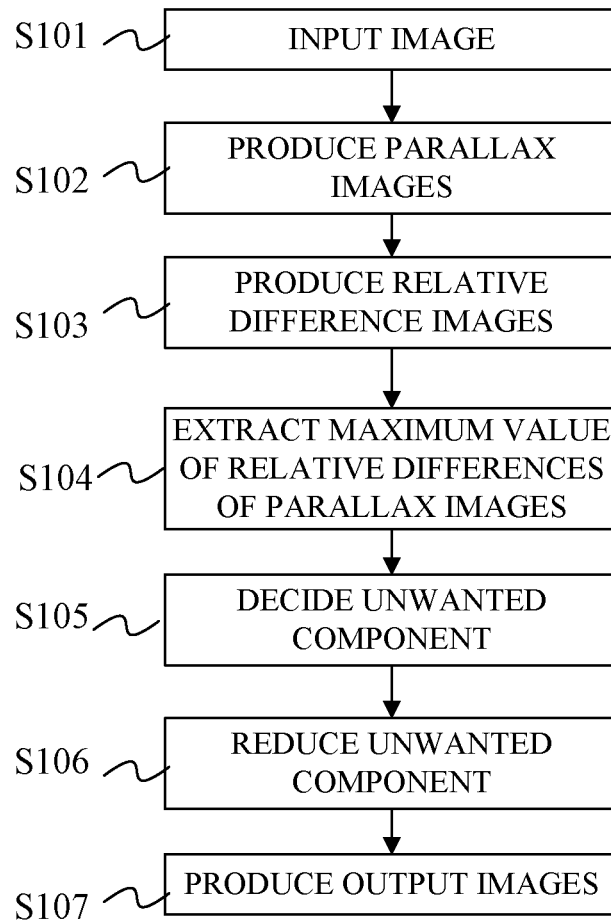 S101
INPUT IMAGE
S102
PRODUCE PARALLAX
IMAGES
S103
PRODUCE RELATIVE
DIFFERENCE IMAGES
S104
EXTRACT MAXIMUM VALUE
OF RELATIVE DIFFERENCES
OF PARALLAX IMAGES
S105
DECIDE UNWANTED
COMPONENT
S106
REDUCE UNWANTED
COMPONENT
S107
PRODUCE OUTPUT IMAGES